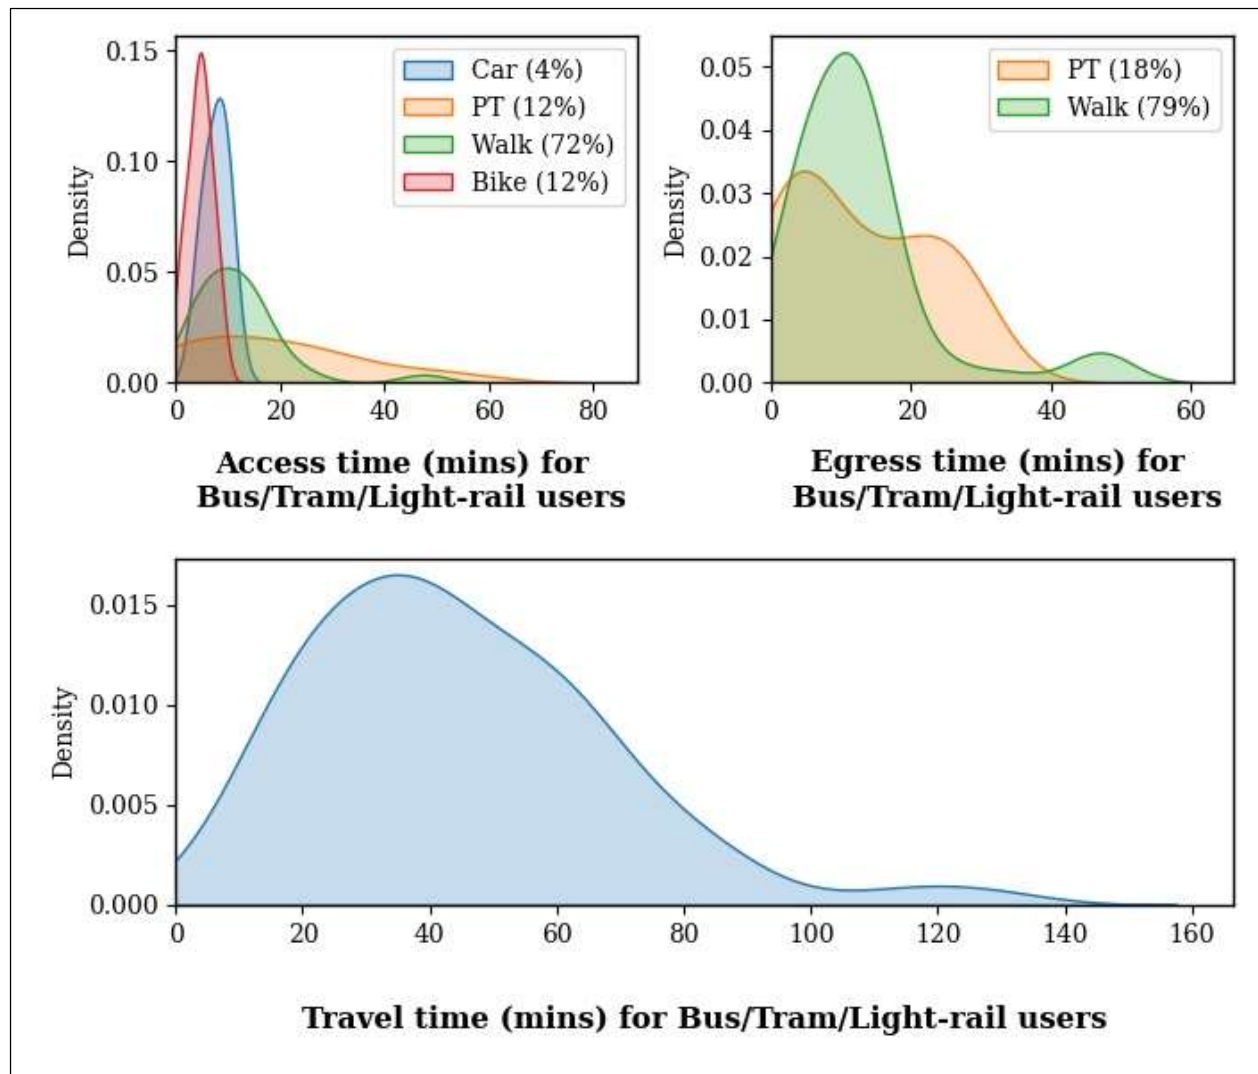 0.15
0.10
0.05
0.00
Density
Car (4%)
PT (12%)
Walk (72%)
Bike (12%)
0 20 40 60 80
Access time (mins) for
Bus/Tram/Light-rail users
0.05
0.04
0.03
0.02
0.01
0.00
Density
PT (18%)
Walk (79%)
0 20 40 60
Egress time (mins) for
Bus/Tram/Light-rail users
0.015
0.010
0.005
0.000
Density
0 20 40 60 80 100 120 140 160
Travel time (mins) for Bus/Tram/Light-rail users